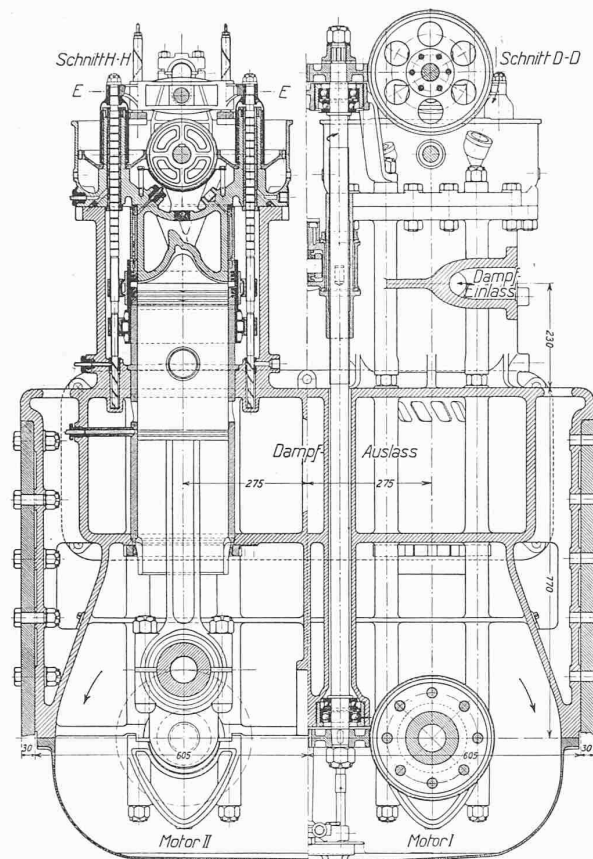 Schnitt H-H
Schnitt D-D
E
E
Dampf-
Einlass
230
Dampf-
Auslass
275
275
770
30
605
605
30
Motor II
Motor I